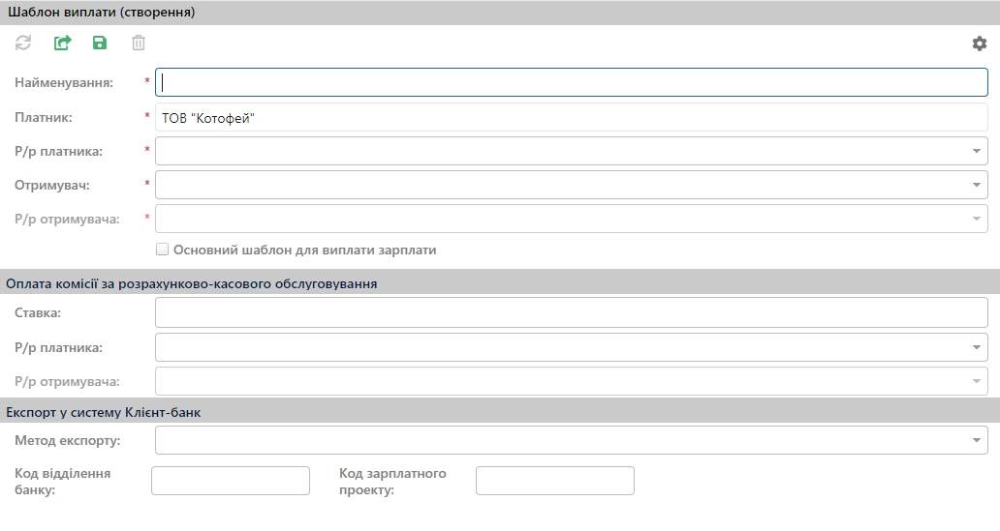 Шаблон виплати (створення)
Найменування: *
Платник: * ТОВ "Котофей"
Р/р платника: *
Отримувач: *
Р/р отримувача: *
Основний шаблон для виплати зарплати
Оплата комісії за розрахунково-касового обслуговування
Ставка:
Р/р платника:
Р/р отримувача:
Експорт у систему Клієнт-банк
Метод експорту:
Код відділення
банку:
Код зарплатного
проекту: